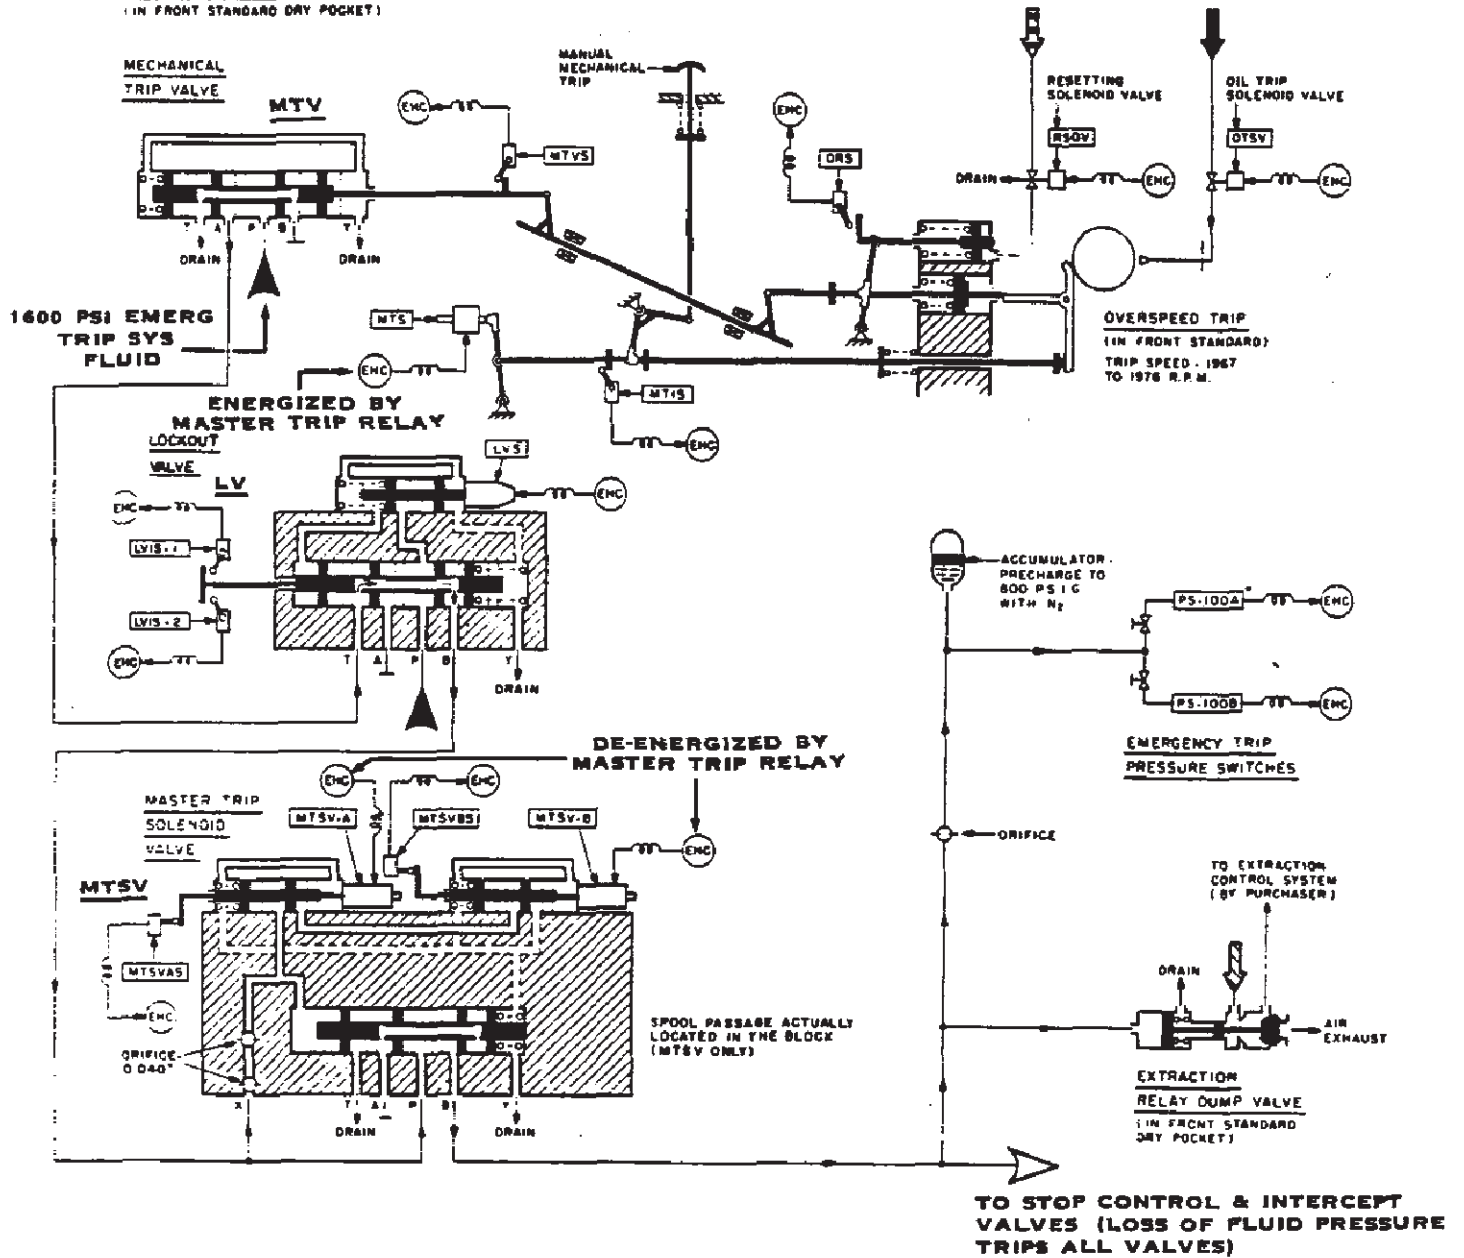 (IN FRONT STANDARD DRY POCKET)
MECHANICAL
TRIP VALVE
MTV
EHC
MTVS
MANUAL
MECHANICAL
TRIP
EHC
ORS
RESETTING
SOLENOID VALVE
RSOV
DRAIN
EHC
OIL TRIP
SOLENOID VALVE
OTSV
EHC
T A P B T
DRAIN
DRAIN
1600 PSI EMERG
TRIP SYS
FLUID
MTS
EHC
ENERGIZED BY
MASTER TRIP RELAY
MTIS
EHC
OVERSPEED TRIP
(IN FRONT STANDARD)
TRIP SPEED - 1967
TO 1976 R.P.M.
LOCKOUT
VALVE
LV
LVS
EHC
EHC
LVIS-1
LVIS-2
EHC
T A P B Y
DRAIN
ACCUMULATOR
PRECHARGE TO
800 PSIG
WITH N2
PS-100A
EHC
PS-100B
EHC
EMERGENCY TRIP
PRESSURE SWITCHES
DE-ENERGIZED BY
MASTER TRIP RELAY
EHC
EHC
MASTER TRIP
SOLENOID
VALVE
MTSV
MTSV-A
MTSVBS
MTSV-B
EHC
ORIFICE
MTSVAS
EHC
ORIFICE
0.040"
SPOOL PASSAGE ACTUALLY
LOCATED IN THE BLOCK
(MTSV ONLY)
X T A P B Y
DRAIN
DRAIN
TO EXTRACTION
CONTROL SYSTEM
(BY PURCHASER)
DRAIN
AIR
EXHAUST
EXTRACTION
RELAY DUMP VALVE
(IN FRONT STANDARD
DRY POCKET)
TO STOP CONTROL & INTERCEPT
VALVES (LOSS OF FLUID PRESSURE
TRIPS ALL VALVES)